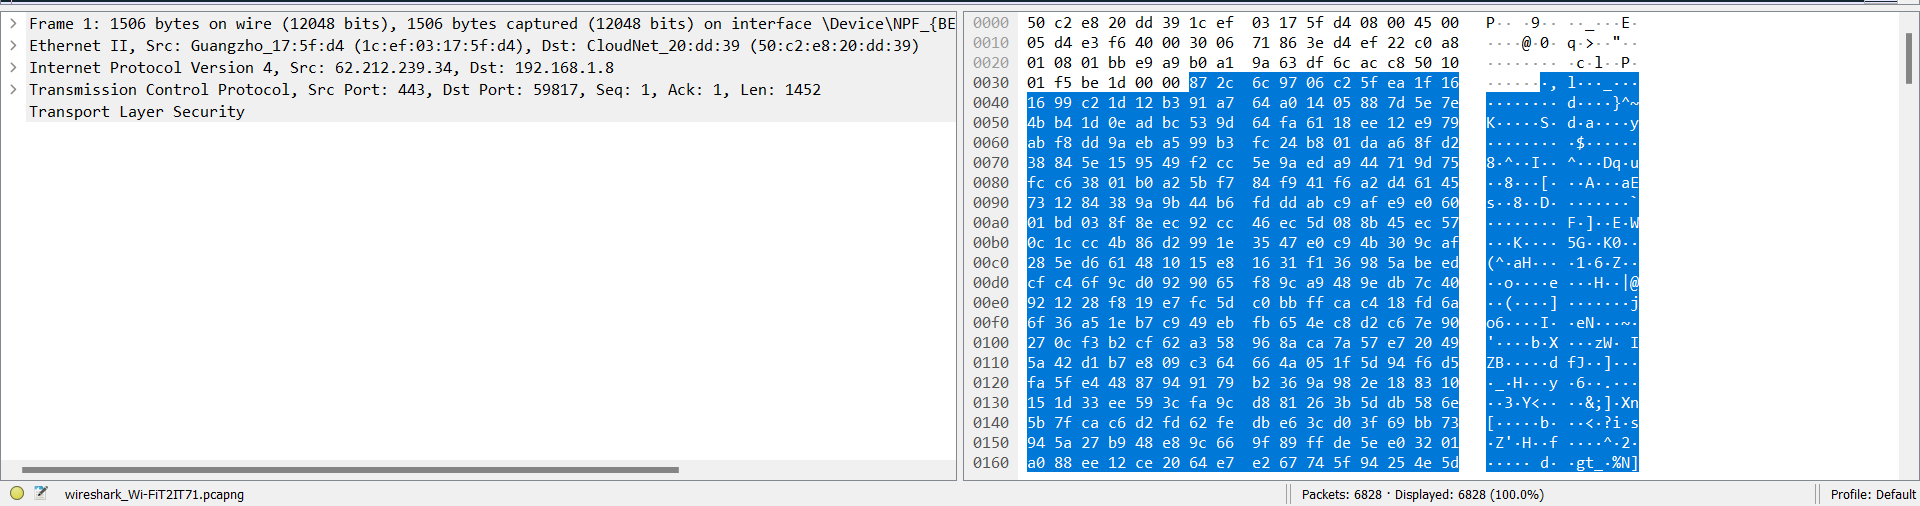 Frame 1: 1506 bytes on wire (12048 bits), 1506 bytes captured (12048 bits) on interface \Device\NPF_{BE
Ethernet II, Src: Guangzho_17:5f:d4 (1c:ef:03:17:5f:d4), Dst: CloudNet_20:dd:39 (50:c2:e8:20:dd:39)
Internet Protocol Version 4, Src: 62.212.239.34, Dst: 192.168.1.8
Transmission Control Protocol, Src Port: 443, Dst Port: 59817, Seq: 1, Ack: 1, Len: 1452
Transport Layer Security
0000 50 c2 e8 20 dd 39 1c ef 03 17 5f d4 08 00 45 00 P·· ·9·· ··_···E·
0010 05 d4 e3 f6 40 00 30 06 71 86 3e d4 ef 22 c0 a8 ····@·0· q·>··"··
0020 01 08 01 bb e9 a9 b0 a1 9a 63 df 6c ac c8 50 10 ········ ·c·l··P·
0030 01 f5 be 1d 00 00 87 2c 6c 97 06 c2 5f ea 1f 16 ·······, l···_···
0040 16 99 c2 1d 12 b3 91 a7 64 a0 14 05 88 7d 5e 7e ········ d····}^~
0050 4b b4 1d 0e ad bc 53 9d 64 fa 61 18 ee 12 e9 79 K·····S· d·a····y
0060 ab f8 dd 9a eb a5 99 b3 fc 24 b8 01 da a6 8f d2 ········ ·$······
0070 38 84 5e 15 95 49 f2 cc 5e 9a ed a9 44 71 9d 75 8·^··I·· ^···Dq·u
0080 fc c6 38 01 b0 a2 5b f7 84 f9 41 f6 a2 d4 61 45 ··8···[· ··A···aE
0090 73 12 84 38 9a 9b 44 b6 fd dd ab c9 af e9 e0 60 s··8··D· ·······`
00a0 01 bd 03 8f 8e ec 92 cc 46 ec 5d 08 8b 45 ec 57 ········ F·]··E·W
00b0 0c 1c cc 4b 86 d2 99 1e 35 47 e0 c9 4b 30 9c af ···K···· 5G··K0··
00c0 28 5e d6 61 48 10 15 e8 16 31 f1 36 98 5a be ed (^·aH··· ·1·6·Z··
00d0 cf c4 6f 9c d0 92 90 65 f8 9c a9 48 9e db 7c 40 ··o····e ···H··|@
00e0 92 12 28 f8 19 e7 fc 5d c0 bb ff ca c4 18 fd 6a ··(····] ·······j
00f0 6f 36 a5 1e b7 c9 49 eb fb 65 4e c8 d2 c6 7e 90 o6····I· ·eN···~·
0100 27 0c f3 b2 cf 62 a3 58 96 8a ca 7a 57 e7 20 49 '····b·X ···zW· I
0110 5a 42 d1 b7 e8 09 c3 64 66 4a 05 1f 5d 94 f6 d5 ZB·····d fJ··]···
0120 fa 5f e4 48 87 94 91 79 b2 36 9a 98 2e 18 83 10 ·_·H···y ·6··.···
0130 15 1d 33 ee 59 3c fa 9c d8 81 26 3b 5d db 58 6e ··3·Y<·· ··&;]·Xn
0140 5b 7f ca c6 d2 fd 62 fe db e6 3c cd 3f 69 bb 73 [·····b· ··<·?i·s
0150 94 5a 27 b9 48 e8 9c 66 9f 89 ff de 5e e0 32 01 ·Z'·H··f ····^·2·
0160 a0 88 ee 12 ce 20 64 e7 e2 67 74 5f 94 25 4e 5d ····· d· ·gt_·%N]
wireshark_Wi-FiT2IT71.pcapng Packets: 6828 · Displayed: 6828 (100.0%) Profile: Default